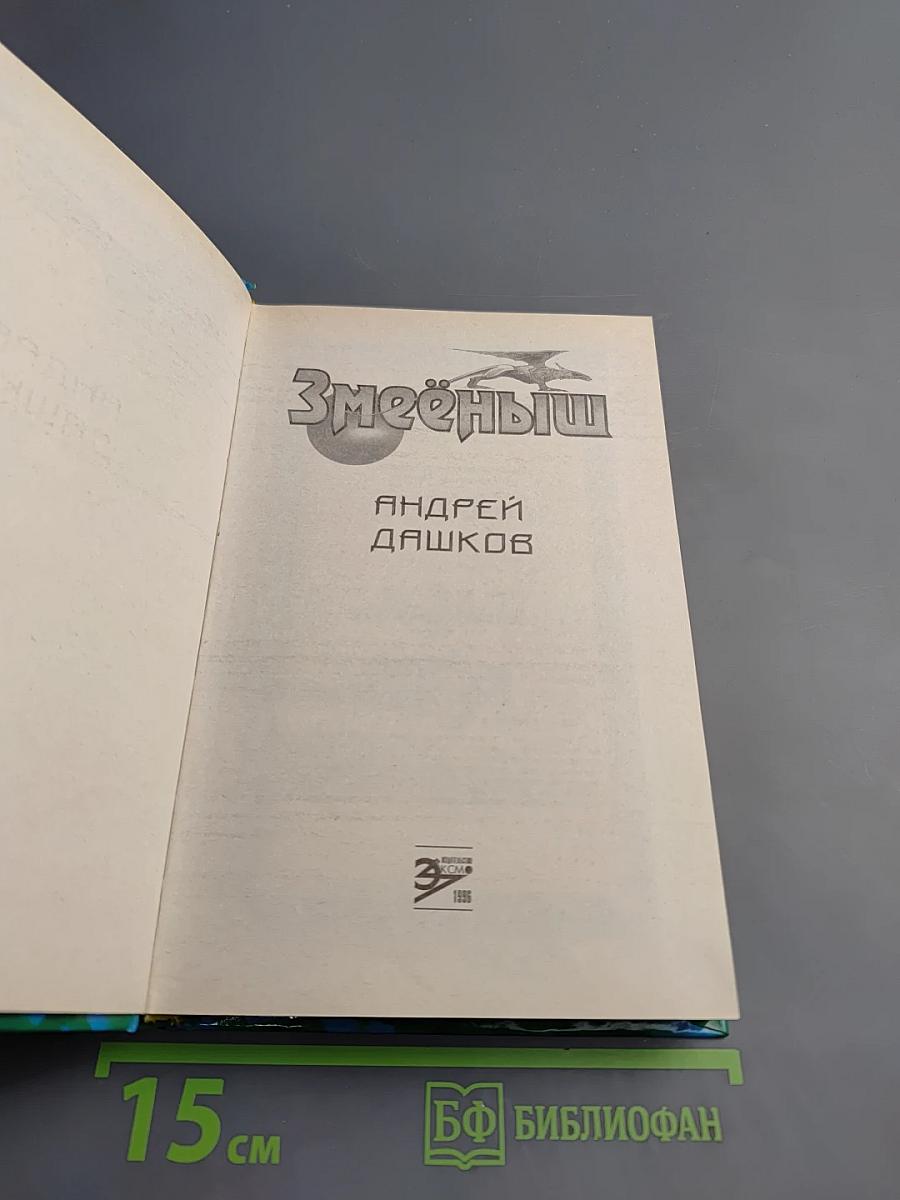 Змеёныш
АНДРЕЙ
ДАШКОВ
ЭКСМО
1996
15 см
БФ БИБЛИОФАН